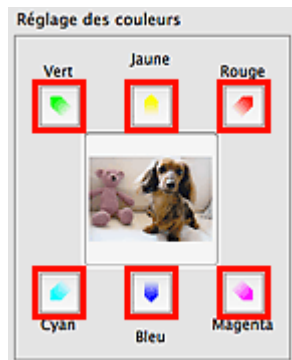 Réglage des couleurs
Jaune
Vert
Rouge
Cyan
Bleu
Magenta